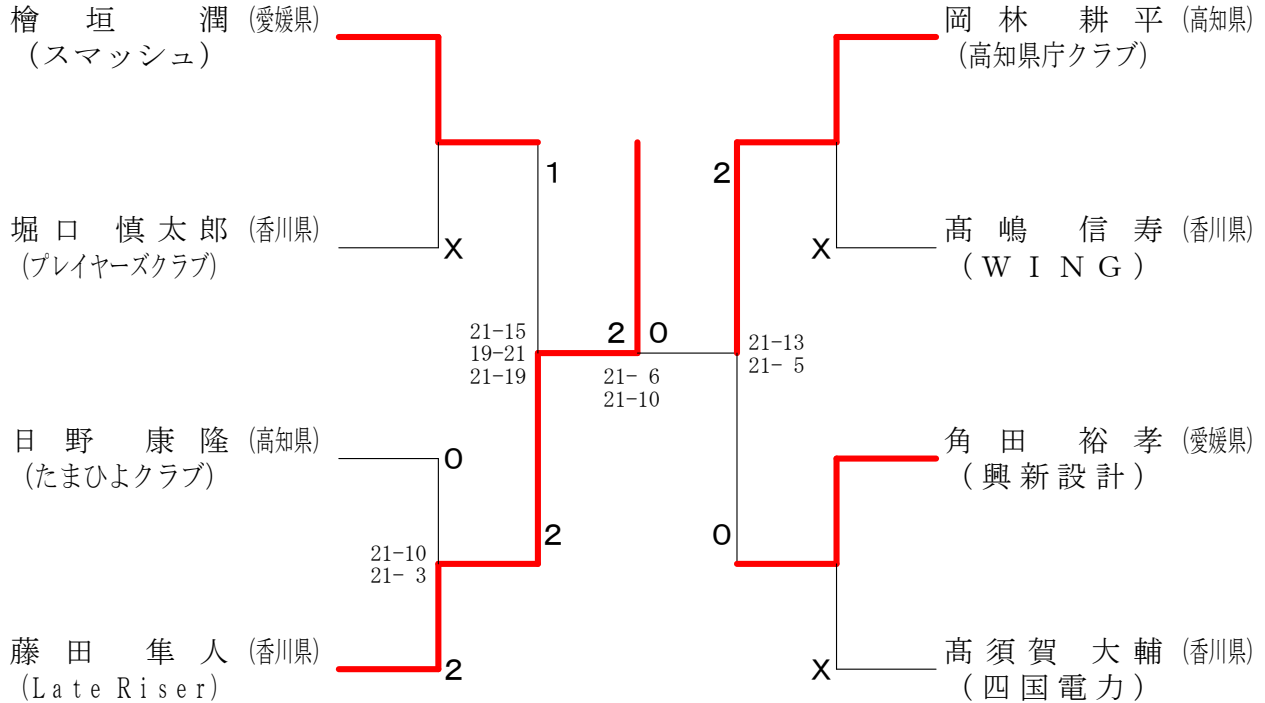 檜垣 潤 (愛媛県)
(スマッシュ)
1
堀口 慎太郎 (香川県)
(プレイヤーズクラブ)
X
21-15
19-21
21-19
日野 康隆 (高知県)
(たまひよクラブ)
0
21-10
21- 3
2
藤田 隼人 (香川県)
(Late Riser)
2
2 0
21- 6
21-10
岡林 耕平 (高知県)
(高知県庁クラブ)
2
髙嶋 信寿 (香川県)
(WING)
X
21-13
21- 5
角田 裕孝 (愛媛県)
(興新設計)
0
髙須賀 大輔 (香川県)
(四国電力)
X